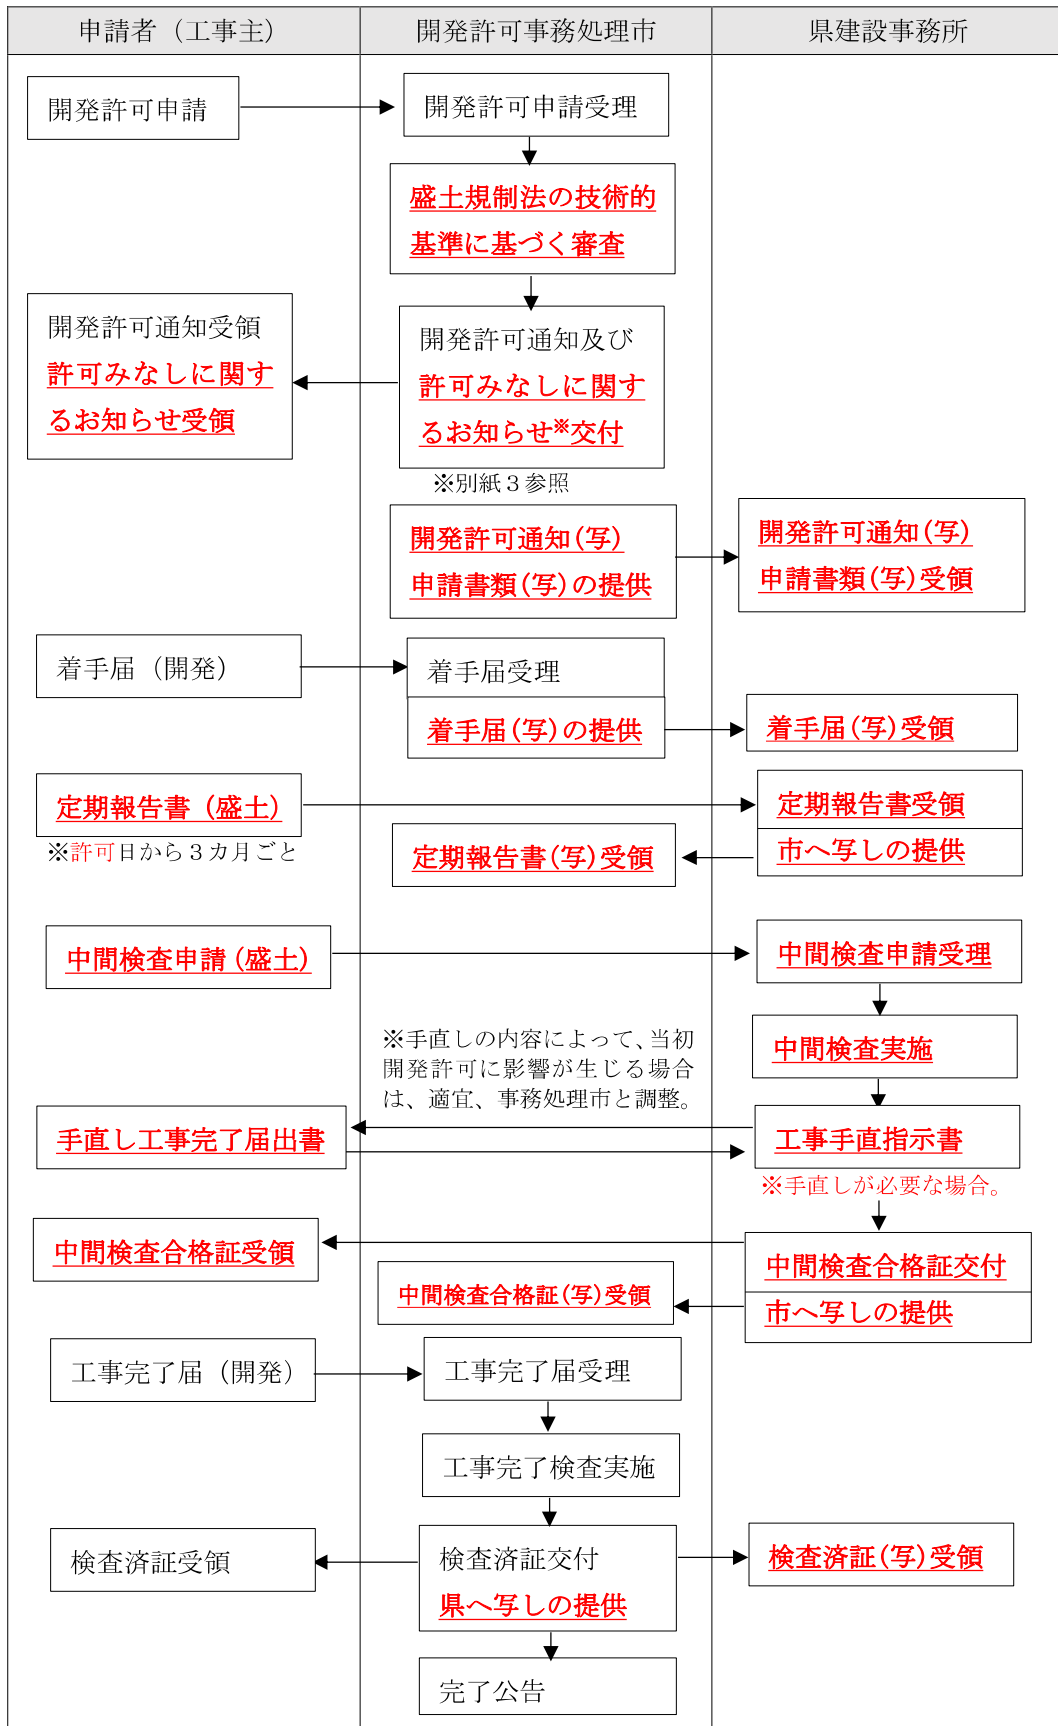 申請者（工事主）
開発許可事務処理市
県建設事務所
開発許可申請
開発許可申請受理
盛土規制法の技術的
基準に基づく審査
開発許可通知受領
許可みなしに関す
るお知らせ受領
開発許可通知及び
許可みなしに関す
るお知らせ※交付
※別紙３参照
開発許可通知(写)
申請書類(写)の提供
開発許可通知(写)
申請書類(写)受領
着手届（開発）
着手届受理
着手届(写)の提供
着手届(写)受領
定期報告書（盛土）
※許可日から３カ月ごと
定期報告書受領
市へ写しの提供
定期報告書(写)受領
中間検査申請(盛土)
中間検査申請受理
中間検査実施
※手直しの内容によって、当初
開発許可に影響が生じる場合
は、適宜、事務処理市と調整。
手直し工事完了届出書
工事手直指示書
※手直しが必要な場合。
中間検査合格証受領
中間検査合格証交付
市へ写しの提供
中間検査合格証(写)受領
工事完了届（開発）
工事完了届受理
工事完了検査実施
検査済証受領
検査済証交付
県へ写しの提供
検査済証(写)受領
完了公告